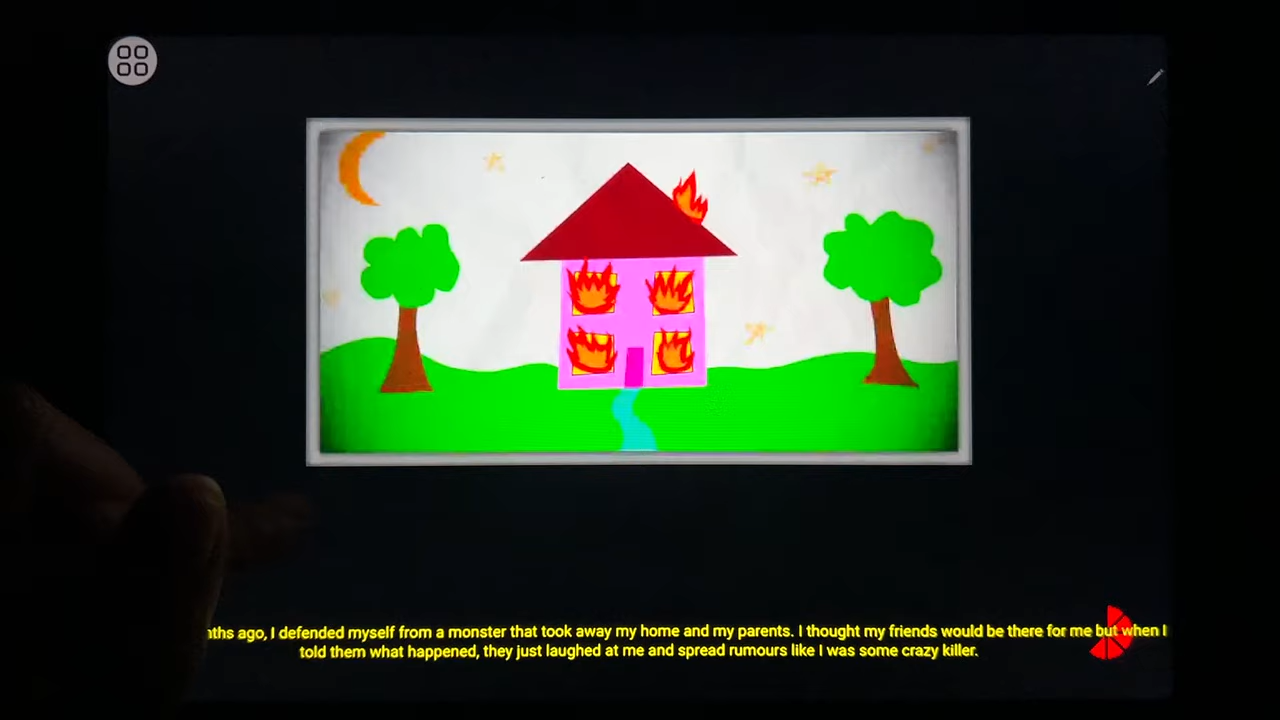 ago, I defended myself from a monster that took away my home and my parents. I thought my friends would be there for me but when I
told them what happened, they just laughed at me and spread rumours like I was some crazy killer.